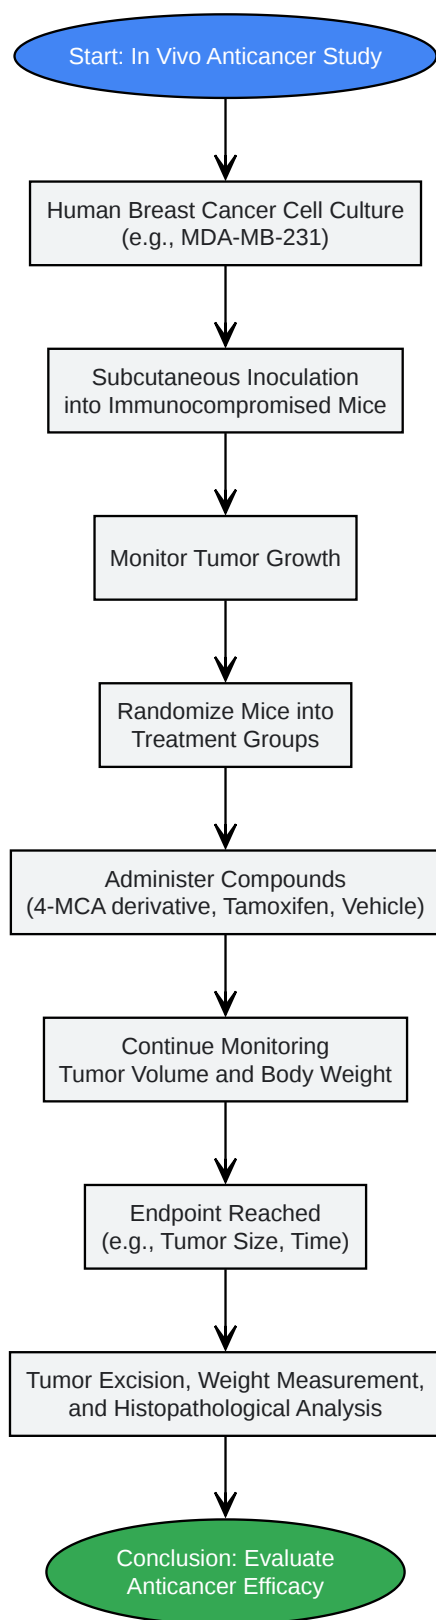 Start: In Vivo Anticancer Study
Human Breast Cancer Cell Culture
(e.g., MDA-MB-231)
Subcutaneous Inoculation
into Immunocompromised Mice
Monitor Tumor Growth
Randomize Mice into
Treatment Groups
Administer Compounds
(4-MCA derivative, Tamoxifen, Vehicle)
Continue Monitoring
Tumor Volume and Body Weight
Endpoint Reached
(e.g., Tumor Size, Time)
Tumor Excision, Weight Measurement,
and Histopathological Analysis
Conclusion: Evaluate
Anticancer Efficacy